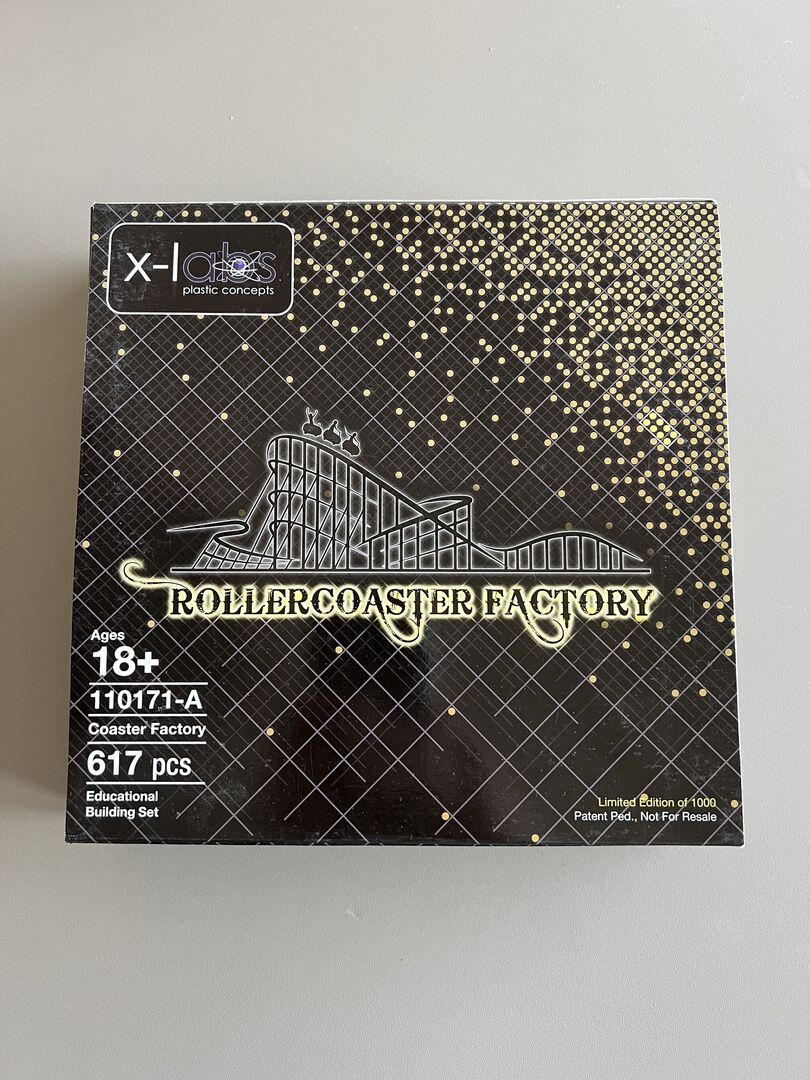 x-labs
plastic concepts
ROLLERCOASTER FACTORY
Ages
18+
110171-A
Coaster Factory
617 pcs
Educational
Building Set
Limited Edition of 1000
Patent Ped., Not For Resale